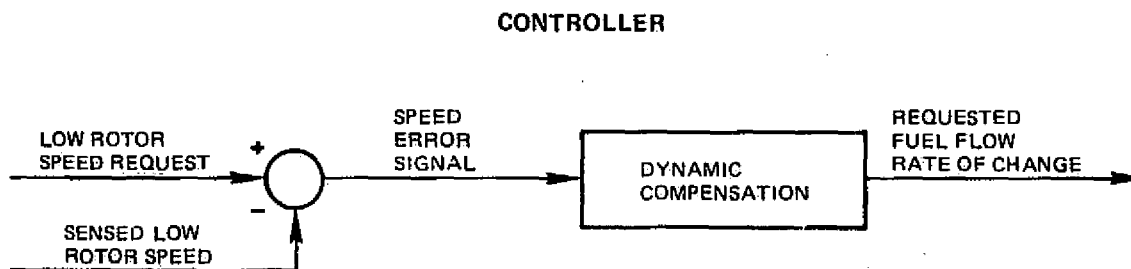 CONTROLLER
LOW ROTOR
SPEED REQUEST
+
−
SENSED LOW
ROTOR SPEED
SPEED
ERROR
SIGNAL
DYNAMIC
COMPENSATION
REQUESTED
FUEL FLOW
RATE OF CHANGE